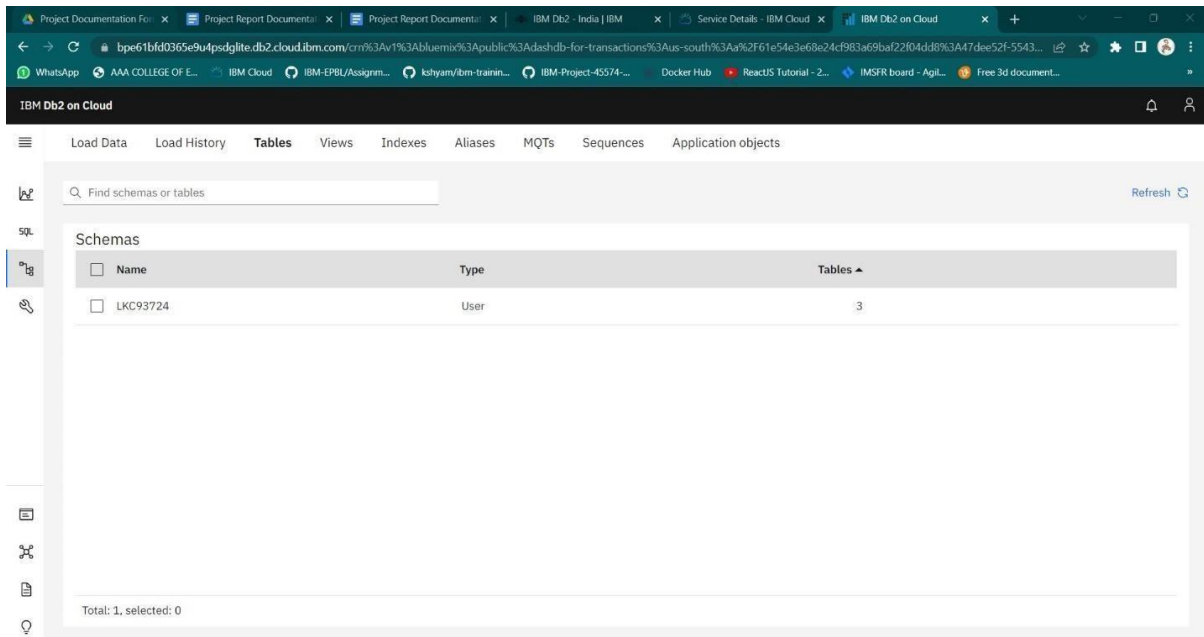 Project Documentation For
Project Report Documentat
Project Report Documentat
IBM Db2 - India | IBM
Service Details - IBM Cloud
IBM Db2 on Cloud
bpe61bfd0365e9u4psdglite.db2.cloud.ibm.com/crn%3Av1%3Abluemix%3Apublic%3Adashdb-for-transactions%3Aus-south%3Aa%2F61e54e3e68e24cf983a69baf22f04dd8%3A47dee52f-5543...
WhatsApp
AAA COLLEGE OF E...
IBM Cloud
IBM-EPBL/Assignm...
kshyam/ibm-trainin...
IBM-Project-45574-...
Docker Hub
ReactJS Tutorial - 2...
IMSFR board - Agil...
Free 3d document...
IBM Db2 on Cloud
Load Data Load History Tables Views Indexes Aliases MQTs Sequences Application objects
Find schemas or tables
Refresh
SQL
Schemas
Name Type Tables
LKC93724 User 3
Total: 1, selected: 0